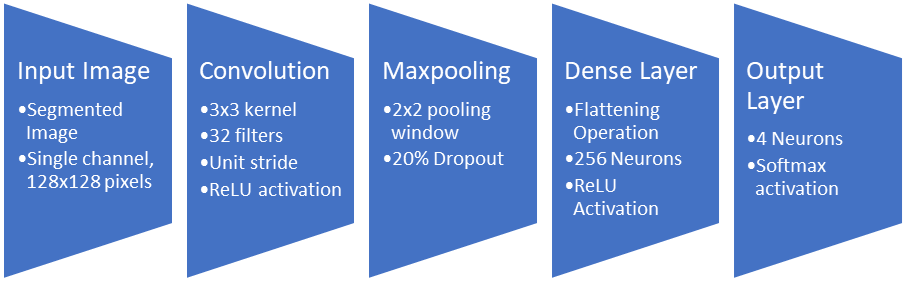 Input Image
•Segmented
Image
•Single channel,
128x128 pixels
Convolution
•3x3 kernel
•32 filters
•Unit stride
•ReLU activation
Maxpooling
•2x2 pooling
window
•20% Dropout
Dense Layer
•Flattening
Operation
•256 Neurons
•ReLU
Activation
Output
Layer
•4 Neurons
•Softmax
activation